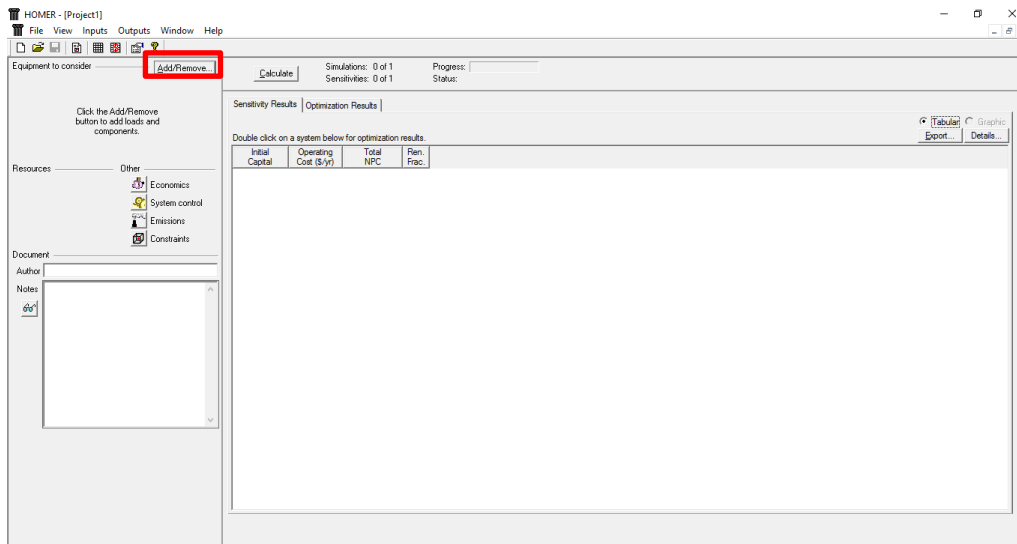 HOMER - [Project1]
File View Inputs Outputs Window Help
Equipment to consider
Add/Remove...
Click the Add/Remove
button to add loads and
components.
Resources
Other
Economics
System control
Emissions
Constraints
Document
Author
Notes
Calculate
Simulations: 0 of 1
Progress:
Sensitivities: 0 of 1
Status:
Sensitivity Results
Optimization Results
Tabular
Graphic
Double click on a system below for optimization results.
Export...
Details...
Initial
Capital
Operating
Cost ($/yr)
Total
NPC
Ren.
Frac.